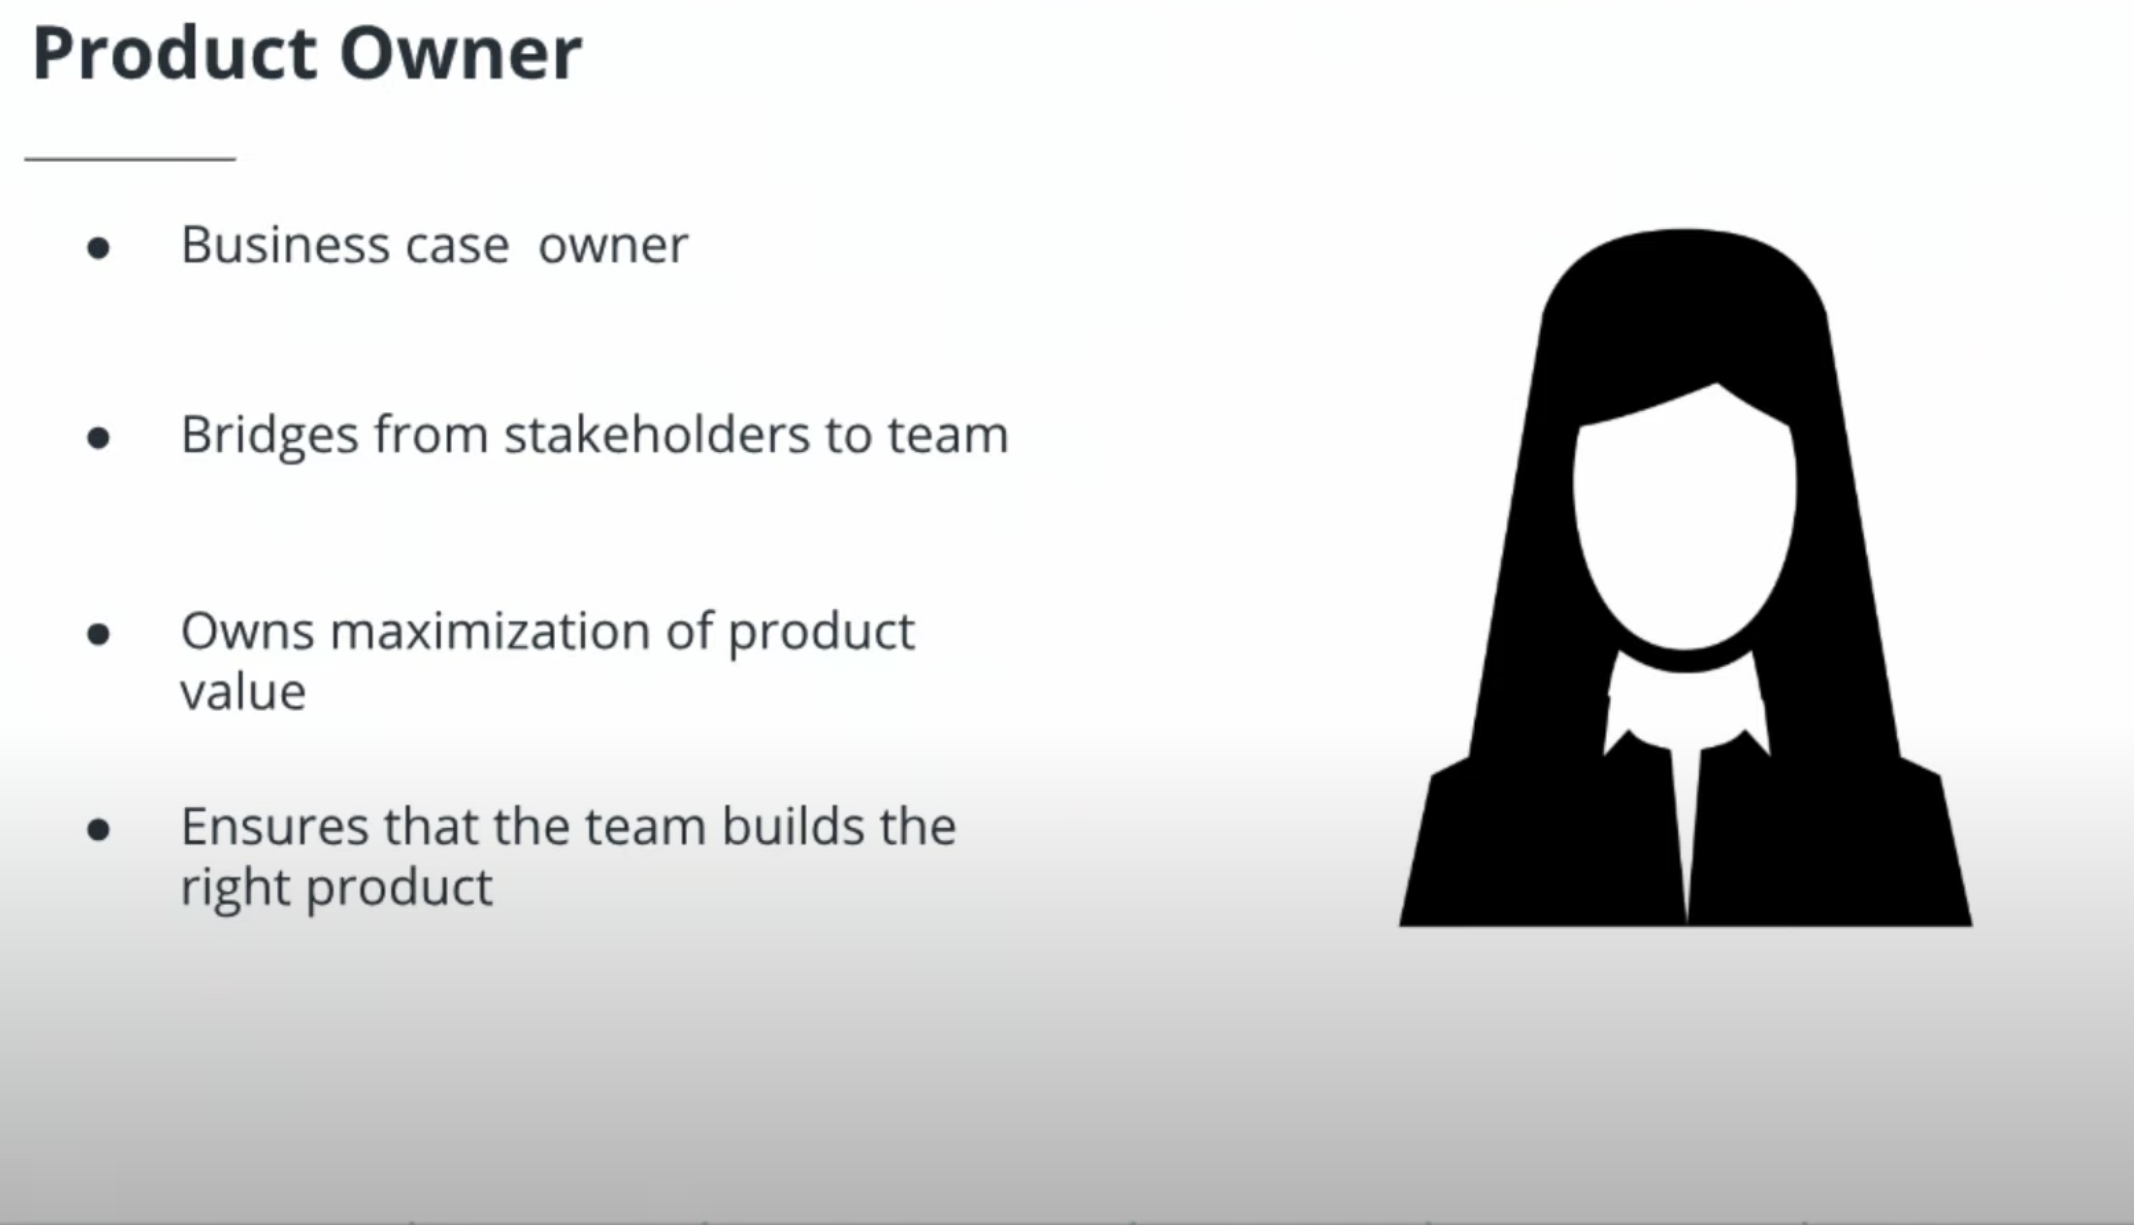 Product Owner
● Business case  owner
● Bridges from stakeholders to team
● Owns maximization of product
value
● Ensures that the team builds the
right product